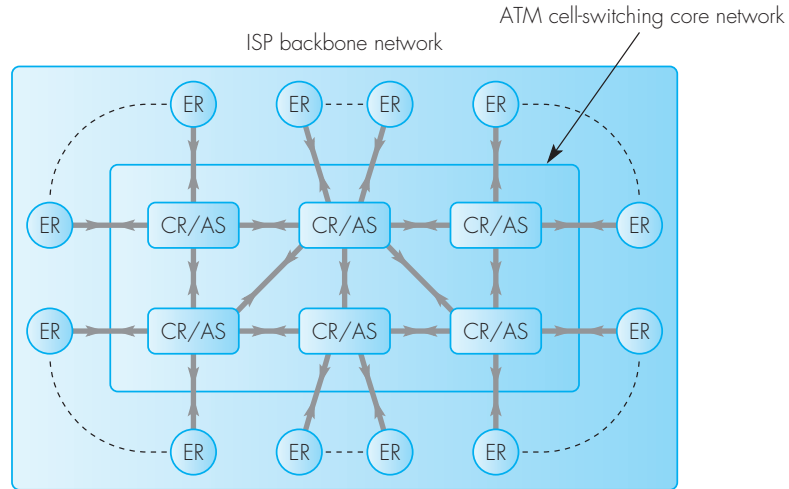 ATM cell-switching core network
ISP backbone network
ER ER ER ER
ER CR/AS CR/AS CR/AS ER
ER CR/AS CR/AS CR/AS ER
ER ER ER ER